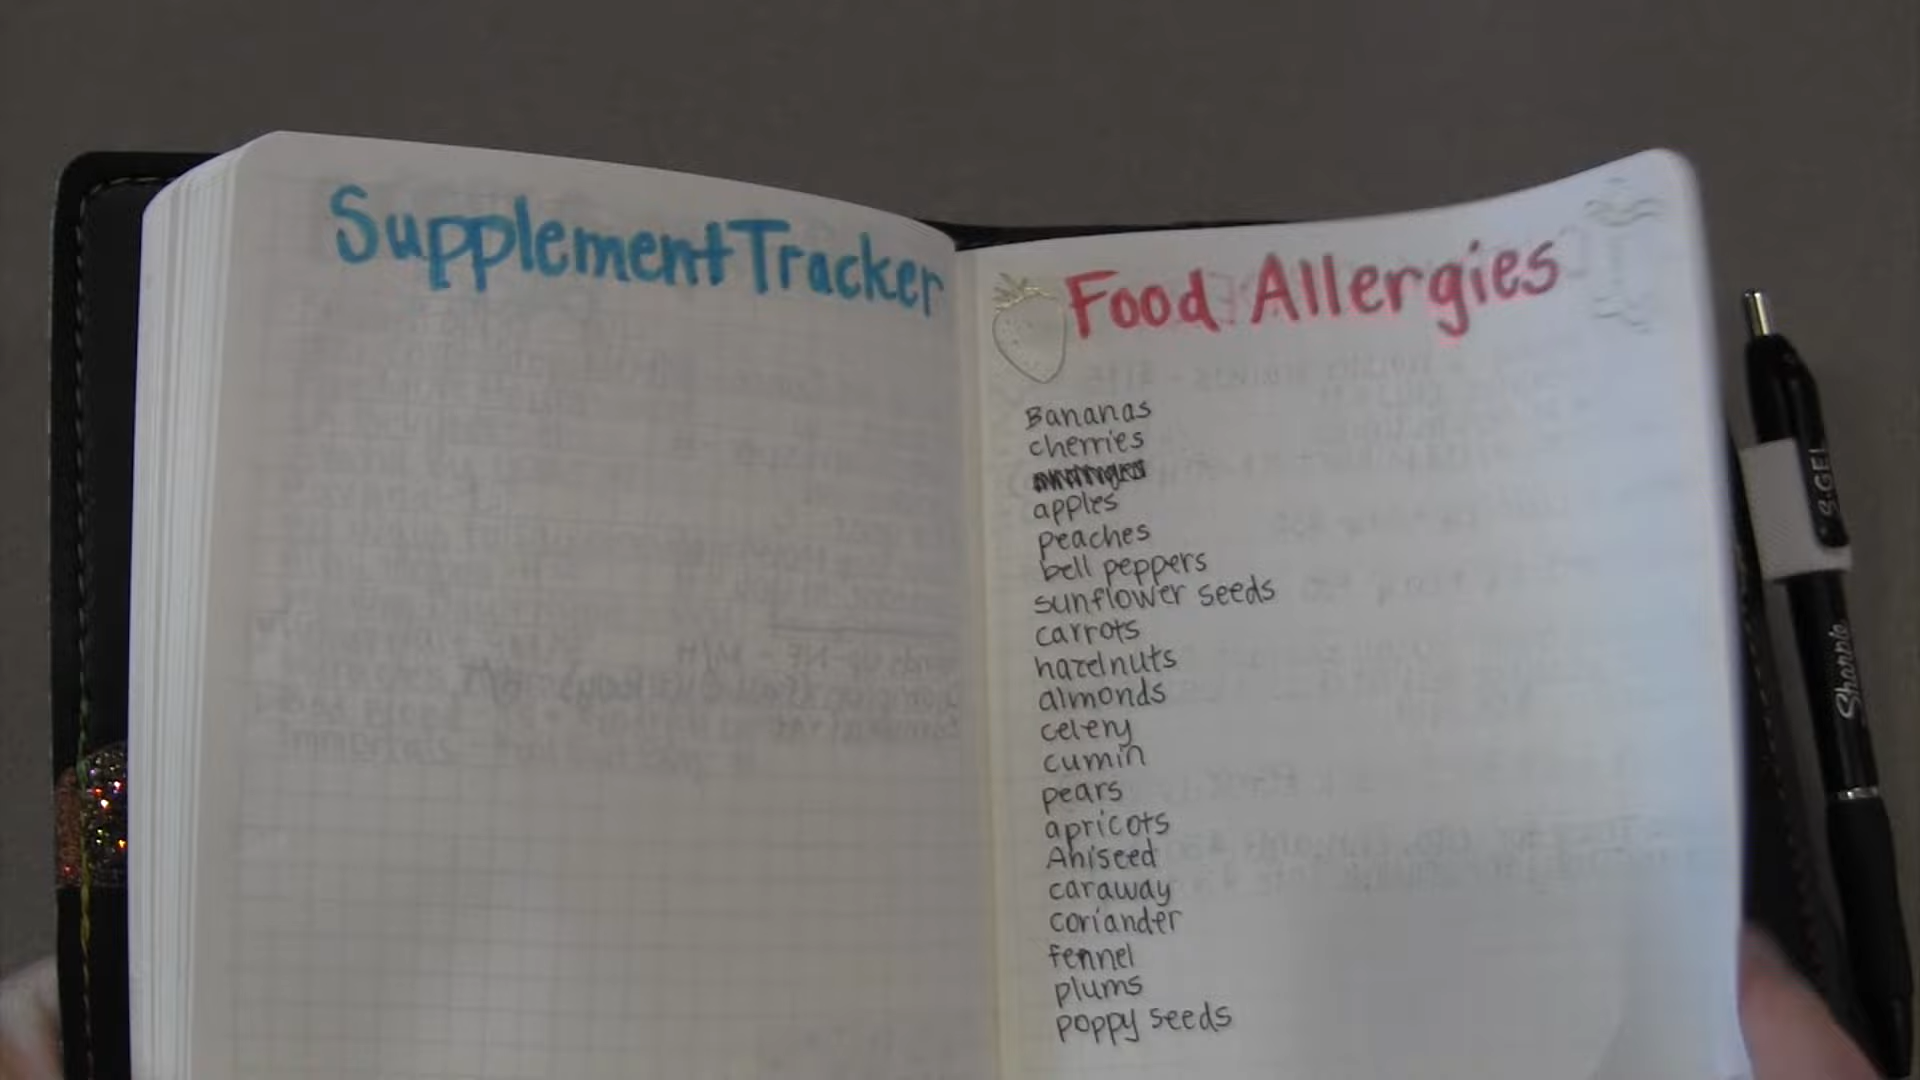 Supplement Tracker
Food Allergies
Bananas
cherries
apples
peaches
bell peppers
sunflower seeds
carrots
hazelnuts
almonds
celery
cumin
pears
apricots
Aniseed
caraway
coriander
fennel
plums
poppy seeds
S·GEL
Sharpie